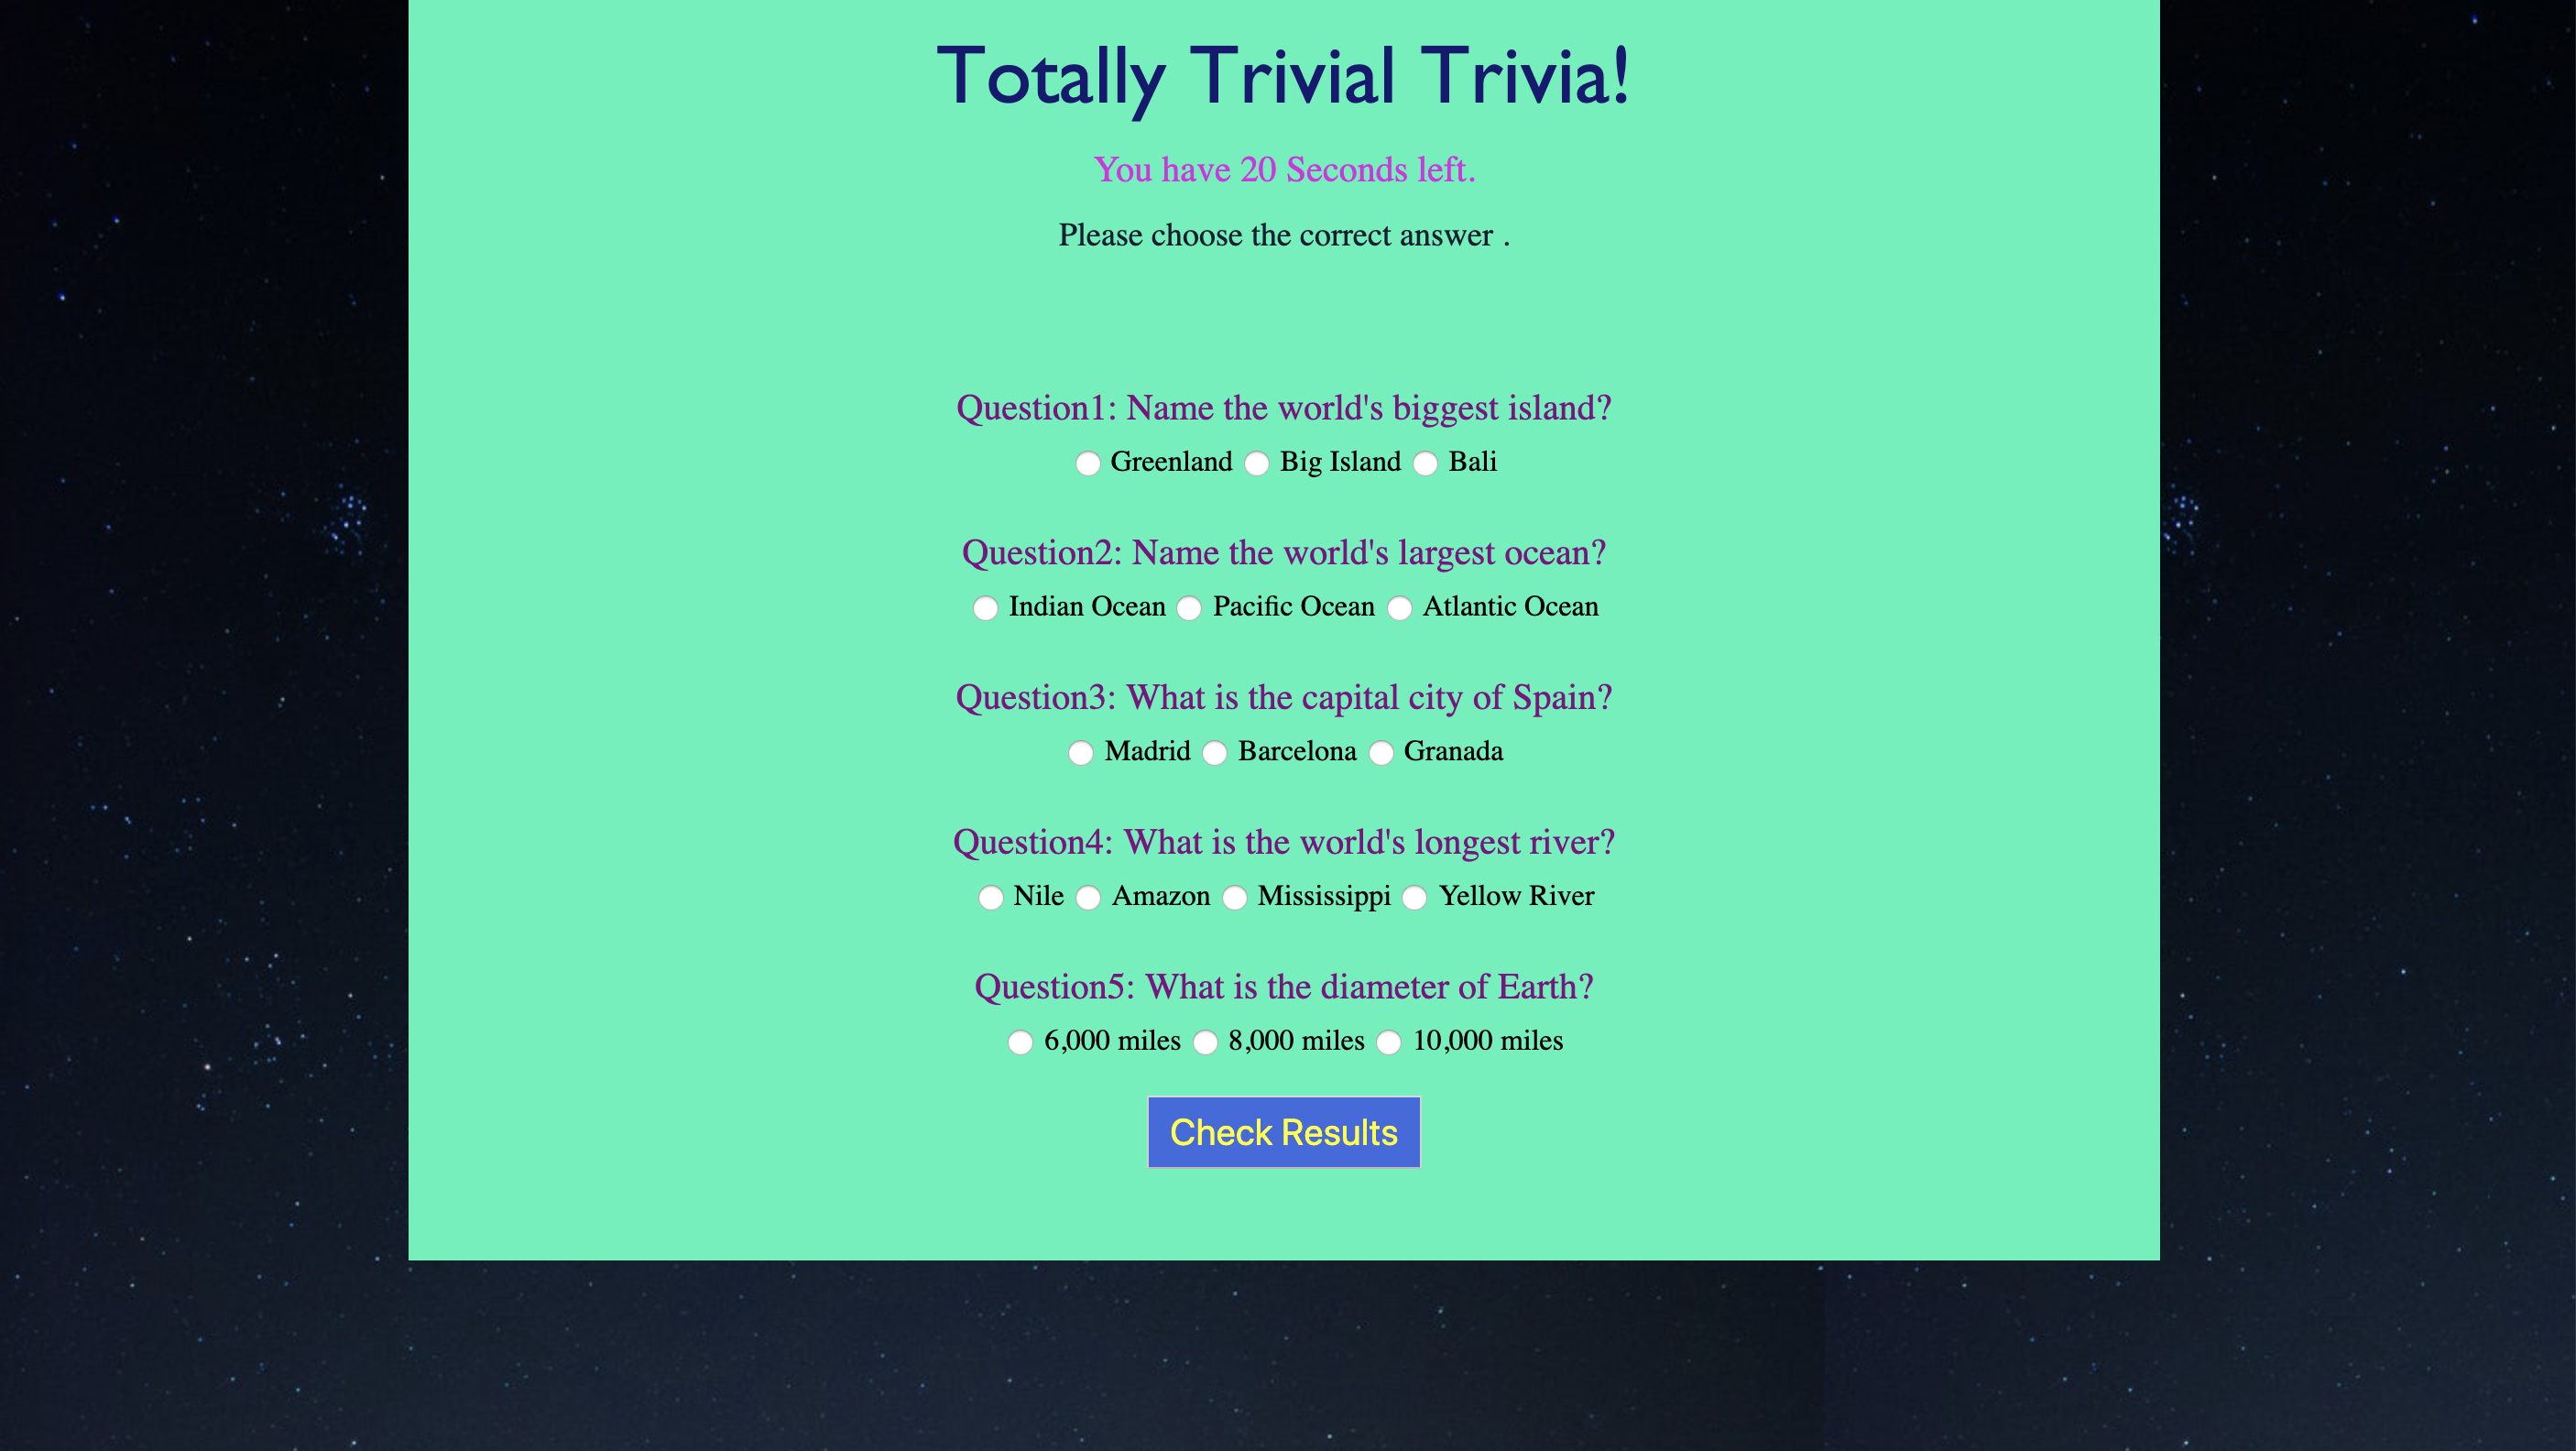 Totally Trivial Trivia!
You have 20 Seconds left.
Please choose the correct answer .
Question1: Name the world's biggest island?
Greenland Big Island Bali
Question2: Name the world's largest ocean?
Indian Ocean Pacific Ocean Atlantic Ocean
Question3: What is the capital city of Spain?
Madrid Barcelona Granada
Question4: What is the world's longest river?
Nile Amazon Mississippi Yellow River
Question5: What is the diameter of Earth?
6,000 miles 8,000 miles 10,000 miles
Check Results